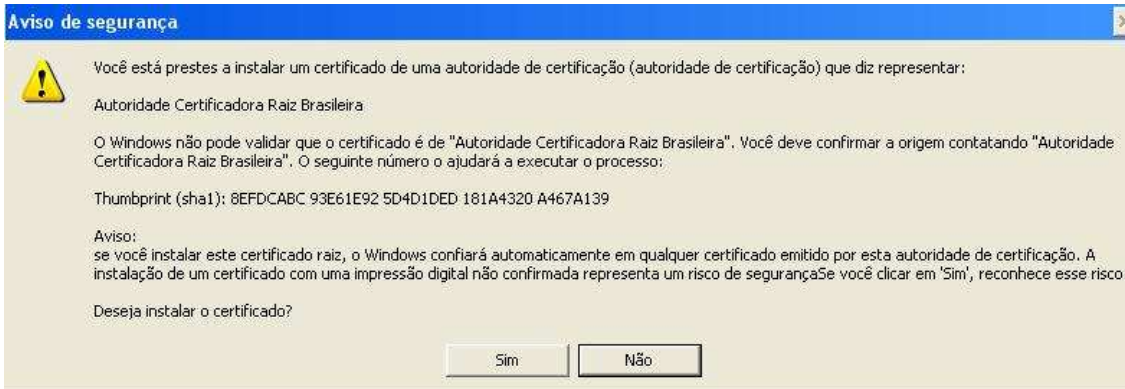 Aviso de segurança
Você está prestes a instalar um certificado de uma autoridade de certificação (autoridade de certificação) que diz representar:
Autoridade Certificadora Raiz Brasileira
O Windows não pode validar que o certificado é de "Autoridade Certificadora Raiz Brasileira". Você deve confirmar a origem contatando "Autoridade
Certificadora Raiz Brasileira". O seguinte número o ajudará a executar o processo:
Thumbprint (sha1): 8EFDCABC 93E61E92 5D4D1DED 181A4320 A467A139
Aviso:
se você instalar este certificado raiz, o Windows confiará automaticamente em qualquer certificado emitido por esta autoridade de certificação. A
instalação de um certificado com uma impressão digital não confirmada representa um risco de segurançaSe você clicar em 'Sim', reconhece esse risco
Deseja instalar o certificado?
Sim Não